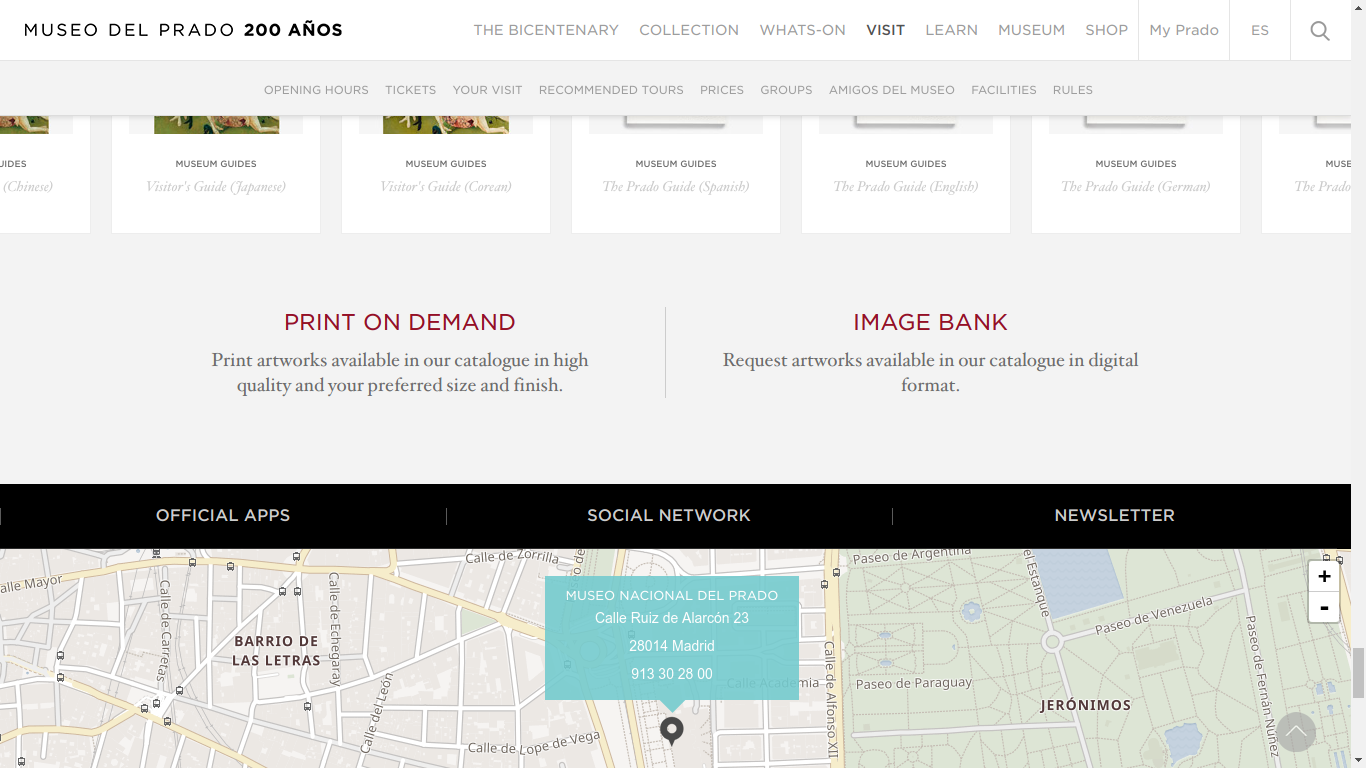 MUSEO DEL PRADO 200 AÑOS
THE BICENTENARY COLLECTION WHATS-ON VISIT LEARN MUSEUM SHOP My Prado ES
OPENING HOURS TICKETS YOUR VISIT RECOMMENDED TOURS PRICES GROUPS AMIGOS DEL MUSEO FACILITIES RULES
UIDES
MUSEUM GUIDES
MUSEUM GUIDES
MUSEUM GUIDES
MUSEUM GUIDES
MUSEUM GUIDES
MUSE
(Chinese)
Visitor's Guide (Japanese)
Visitor's Guide (Corean)
The Prado Guide (Spanish)
The Prado Guide (English)
The Prado Guide (German)
The Prado
PRINT ON DEMAND
Print artworks available in our catalogue in high
quality and your preferred size and finish.
IMAGE BANK
Request artworks available in our catalogue in digital
format.
OFFICIAL APPS
SOCIAL NETWORK
NEWSLETTER
Calle de Zorrilla
Paseo de Argentina
el Estanque
+
-
alle Mayor
Calle de Carretas
Calle de Echegaray
MUSEO NACIONAL DEL PRADO
Calle Ruiz de Alarcón 23
28014 Madrid
913 30 28 00
Paseo de Venezuela
BARRIO DE
LAS LETRAS
Calle del León
Calle Academia
Calle de Alfonso XII
Paseo de Paraguay
Paseo de Fernán Núñez
JERÓNIMOS
Calle de Lope de Vega